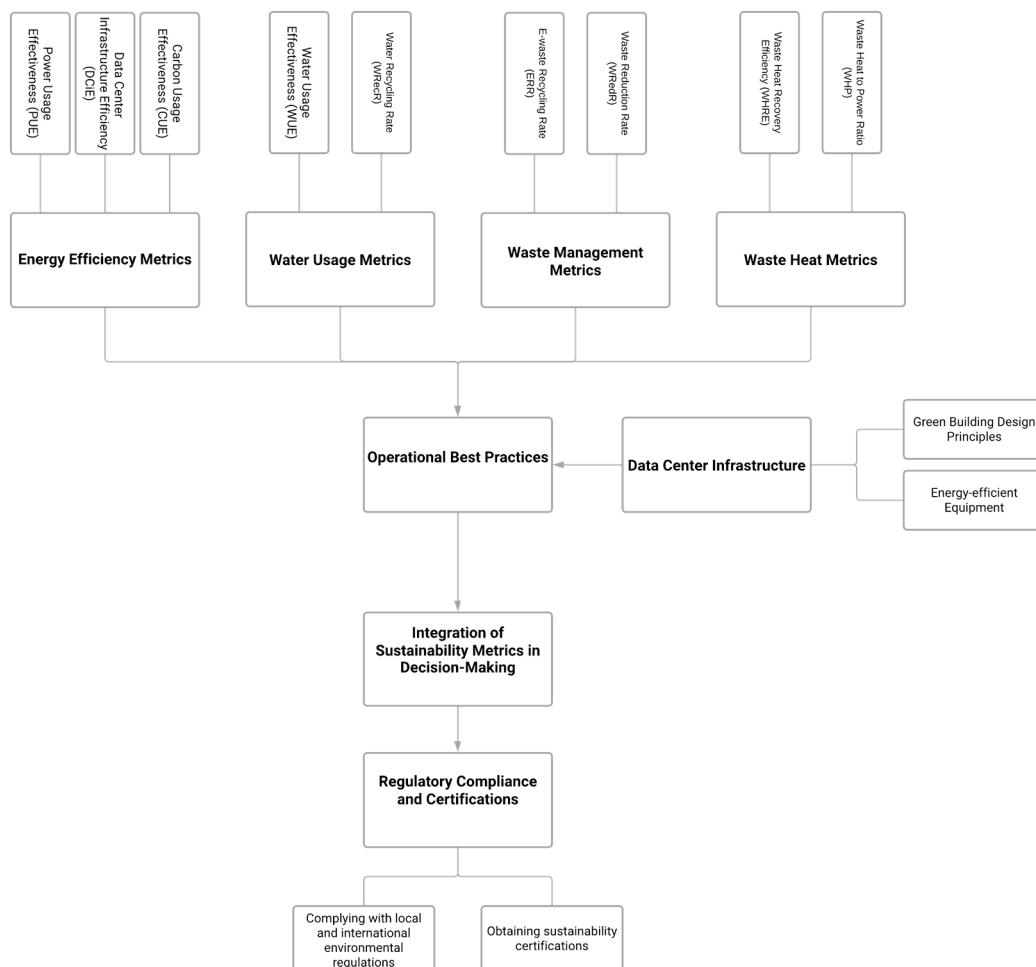 Power Usage
Effectiveness (PUE)
Data Center
Infrastructure Efficiency
(DCiE)
Carbon Usage
Effectiveness (CUE)
Water Usage
Effectiveness (WUE)
Water Recycling Rate
(WRecR)
E-waste Recycling Rate
(ERR)
Waste Reduction Rate
(WRedR)
Waste Heat Recovery
Efficiency (WHRE)
Waste Heat to Power Ratio
(WHP)
Energy Efficiency Metrics
Water Usage Metrics
Waste Management
Metrics
Waste Heat Metrics
Operational Best Practices
Data Center Infrastructure
Green Building Design
Principles
Energy-efficient
Equipment
Integration of
Sustainability Metrics in
Decision-Making
Regulatory Compliance
and Certifications
Complying with local
and international
environmental
regulations
Obtaining sustainability
certifications